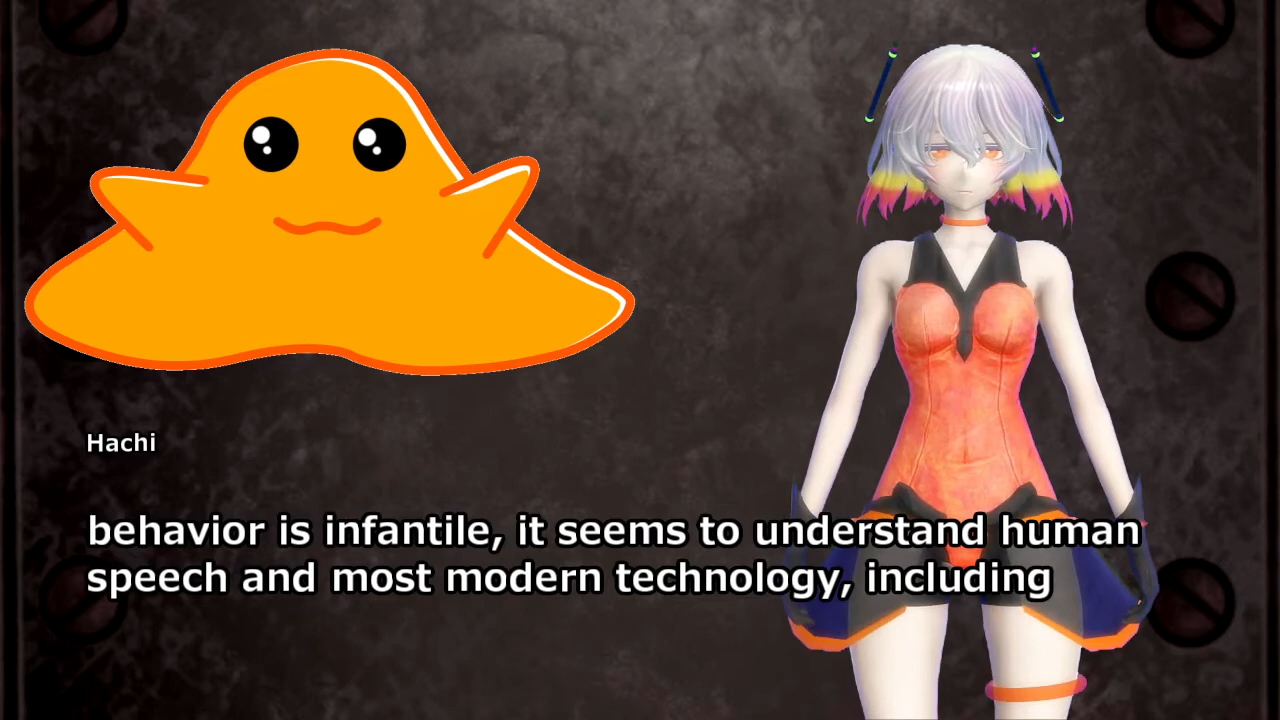 Hachi
behavior is infantile, it seems to understand human
speech and most modern technology, including